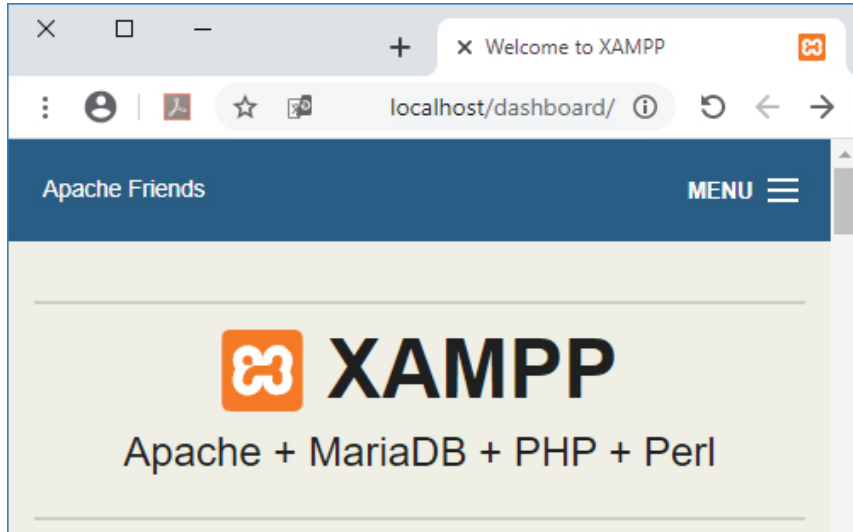 Welcome to XAMPP
localhost/dashboard/
Apache Friends
MENU
XAMPP
Apache + MariaDB + PHP + Perl